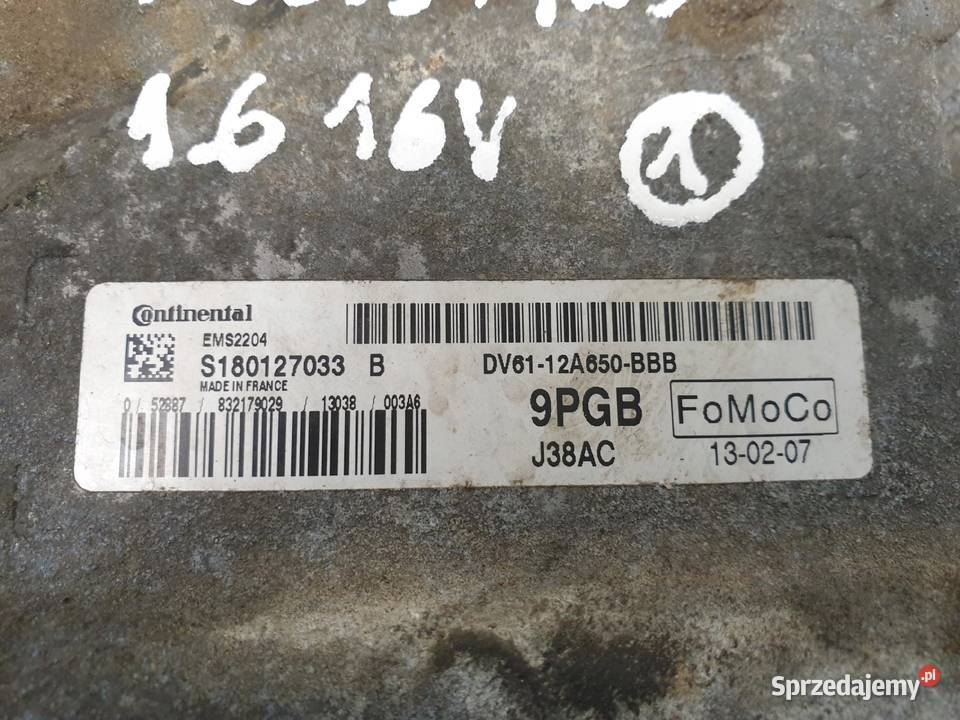 1.6 16V 1
Continental
EMS2204
S180127033 B
DV61-12A650-BBB
MADE IN FRANCE
0 / 52687 / 832179029 / 13038 / 003A6
9PGB FoMoCo
J38AC 13-02-07
Sprzedajemy.pl